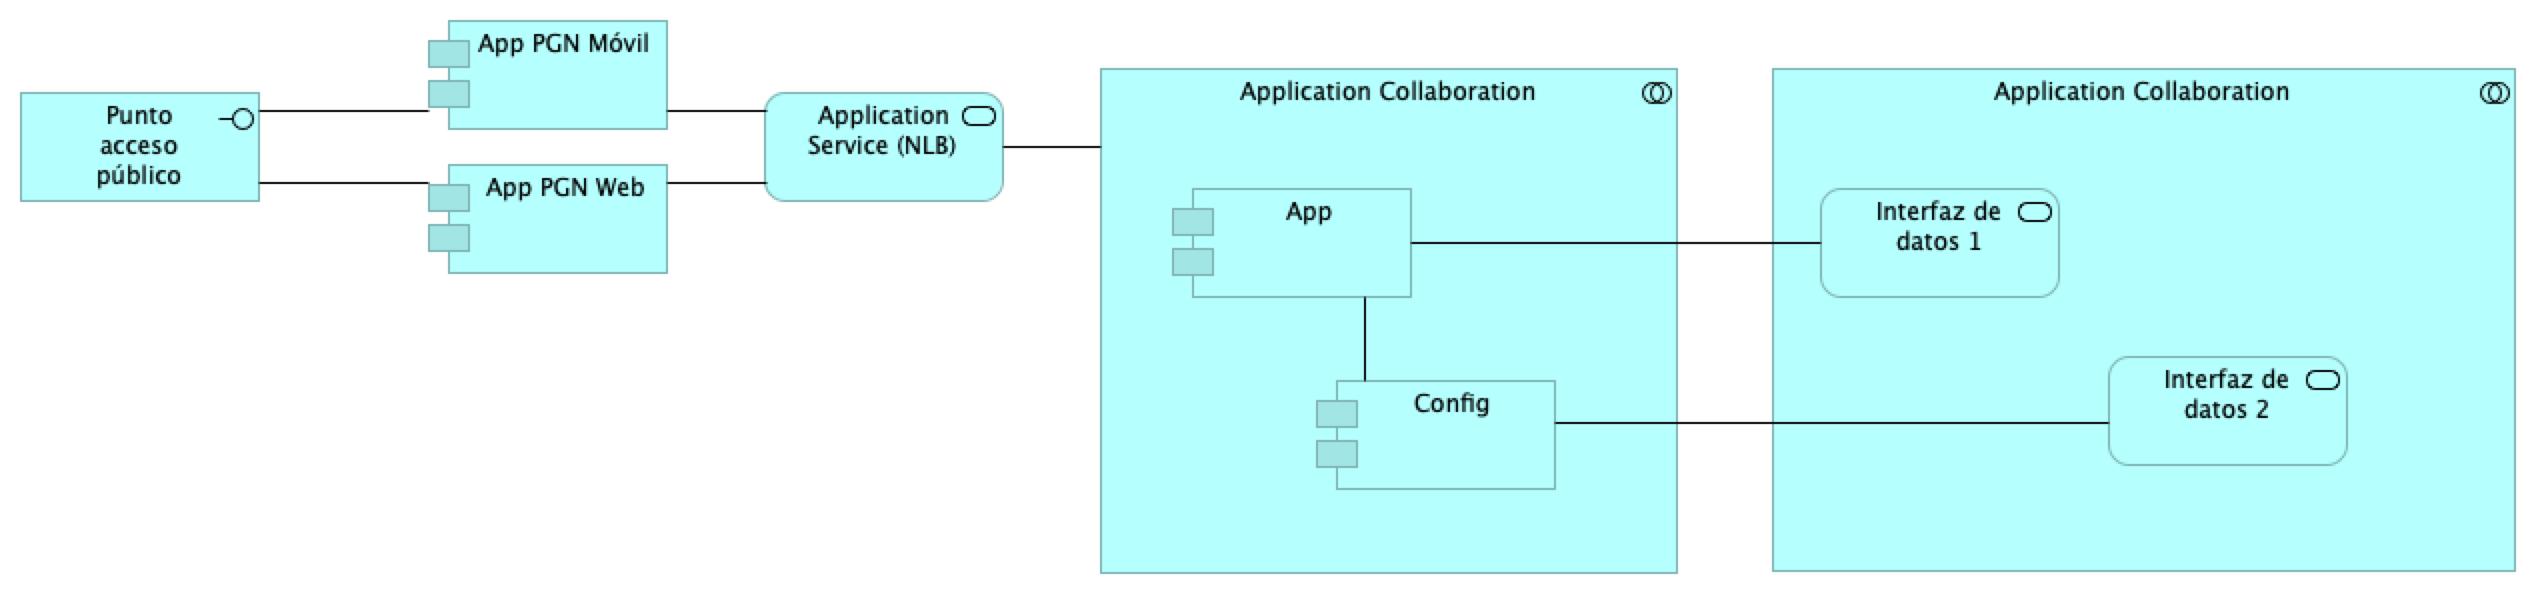 Punto
acceso
público
App PGN Móvil
App PGN Web
Application
Service (NLB)
Application Collaboration
App
Config
Application Collaboration
Interfaz de
datos 1
Interfaz de
datos 2